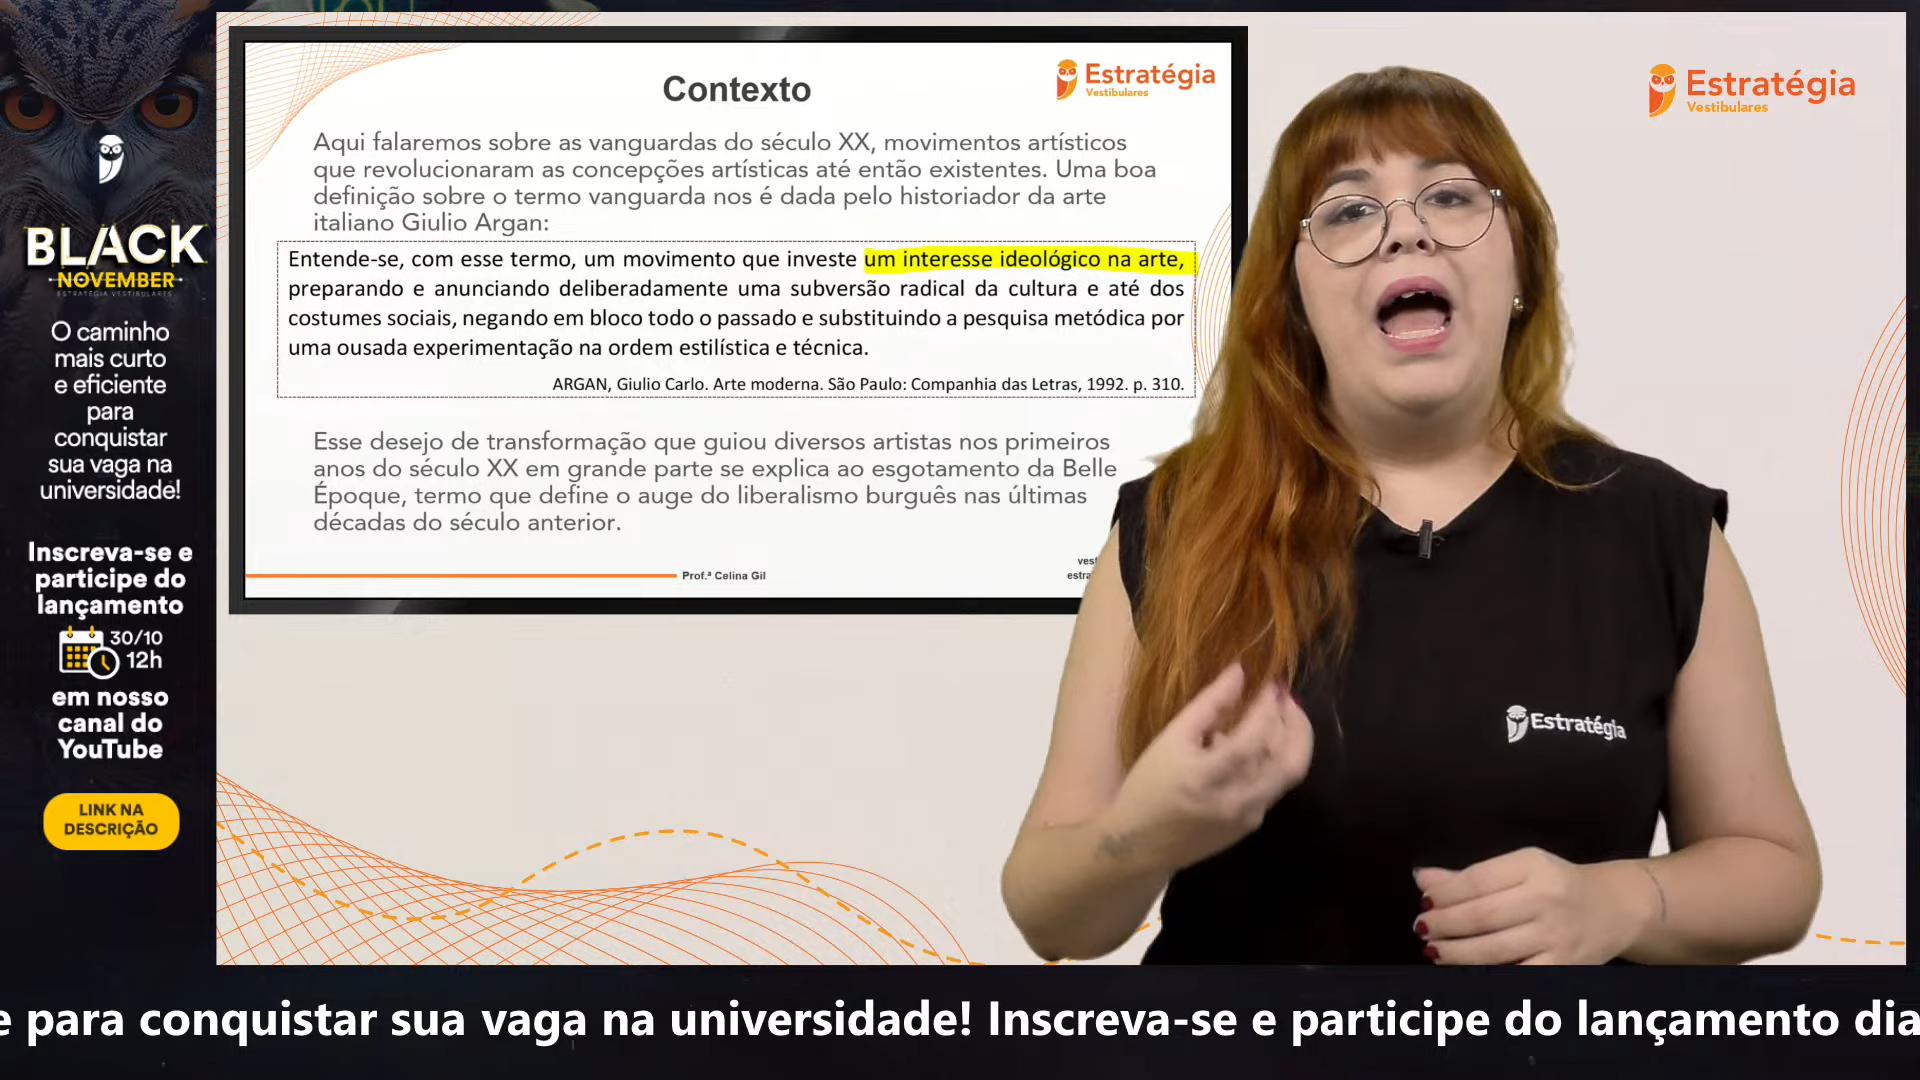 BLACK
NOVEMBER
ESTRATÉGIA VESTIBULARES
O caminho
mais curto
e eficiente
para
conquistar
sua vaga na
universidade!
Inscreva-se e
participe do
lançamento
30/10
12h
em nosso
canal do
YouTube
LINK NA
DESCRIÇÃO
Contexto
Estratégia
Vestibulares
Aqui falaremos sobre as vanguardas do século XX, movimentos artísticos
que revolucionaram as concepções artísticas até então existentes. Uma boa
definição sobre o termo vanguarda nos é dada pelo historiador da arte
italiano Giulio Argan:
Entende-se, com esse termo, um movimento que investe um interesse ideológico na arte,
preparando e anunciando deliberadamente uma subversão radical da cultura e até dos
costumes sociais, negando em bloco todo o passado e substituindo a pesquisa metódica por
uma ousada experimentação na ordem estilística e técnica.
ARGAN, Giulio Carlo. Arte moderna. São Paulo: Companhia das Letras, 1992. p. 310.
Esse desejo de transformação que guiou diversos artistas nos primeiros
anos do século XX em grande parte se explica ao esgotamento da Belle
Époque, termo que define o auge do liberalismo burguês nas últimas
décadas do século anterior.
Prof.ª Celina Gil
Estratégia
Vestibulares
Estratégia
e para conquistar sua vaga na universidade! Inscreva-se e participe do lançamento dia